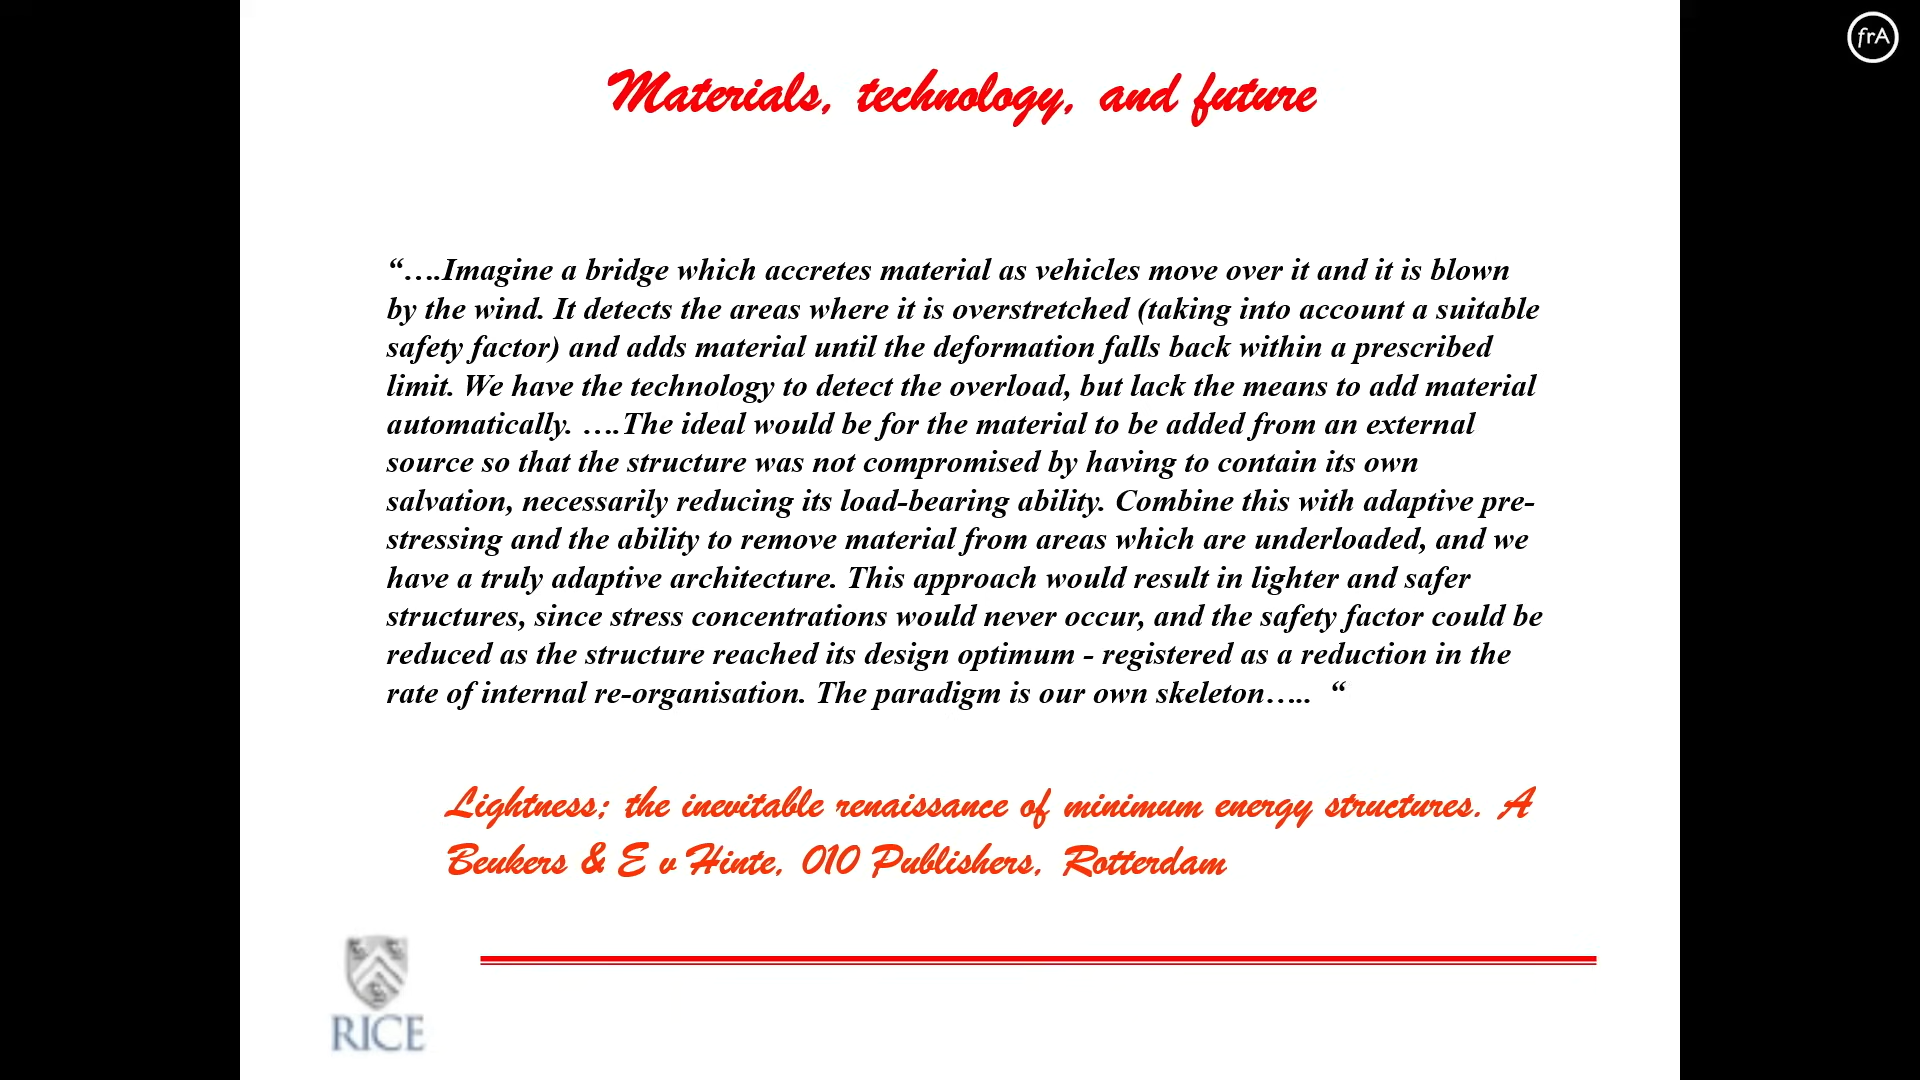 frA
Materials, technology, and future
“….Imagine a bridge which accretes material as vehicles move over it and it is blown
by the wind. It detects the areas where it is overstretched (taking into account a suitable
safety factor) and adds material until the deformation falls back within a prescribed
limit. We have the technology to detect the overload, but lack the means to add material
automatically. ….The ideal would be for the material to be added from an external
source so that the structure was not compromised by having to contain its own
salvation, necessarily reducing its load-bearing ability. Combine this with adaptive pre-
stressing and the ability to remove material from areas which are underloaded, and we
have a truly adaptive architecture. This approach would result in lighter and safer
structures, since stress concentrations would never occur, and the safety factor could be
reduced as the structure reached its design optimum - registered as a reduction in the
rate of internal re-organisation. The paradigm is our own skeleton….. “
Lightness; the inevitable renaissance of minimum energy structures. A
Beukers & E v Hinte, 010 Publishers, Rotterdam
RICE